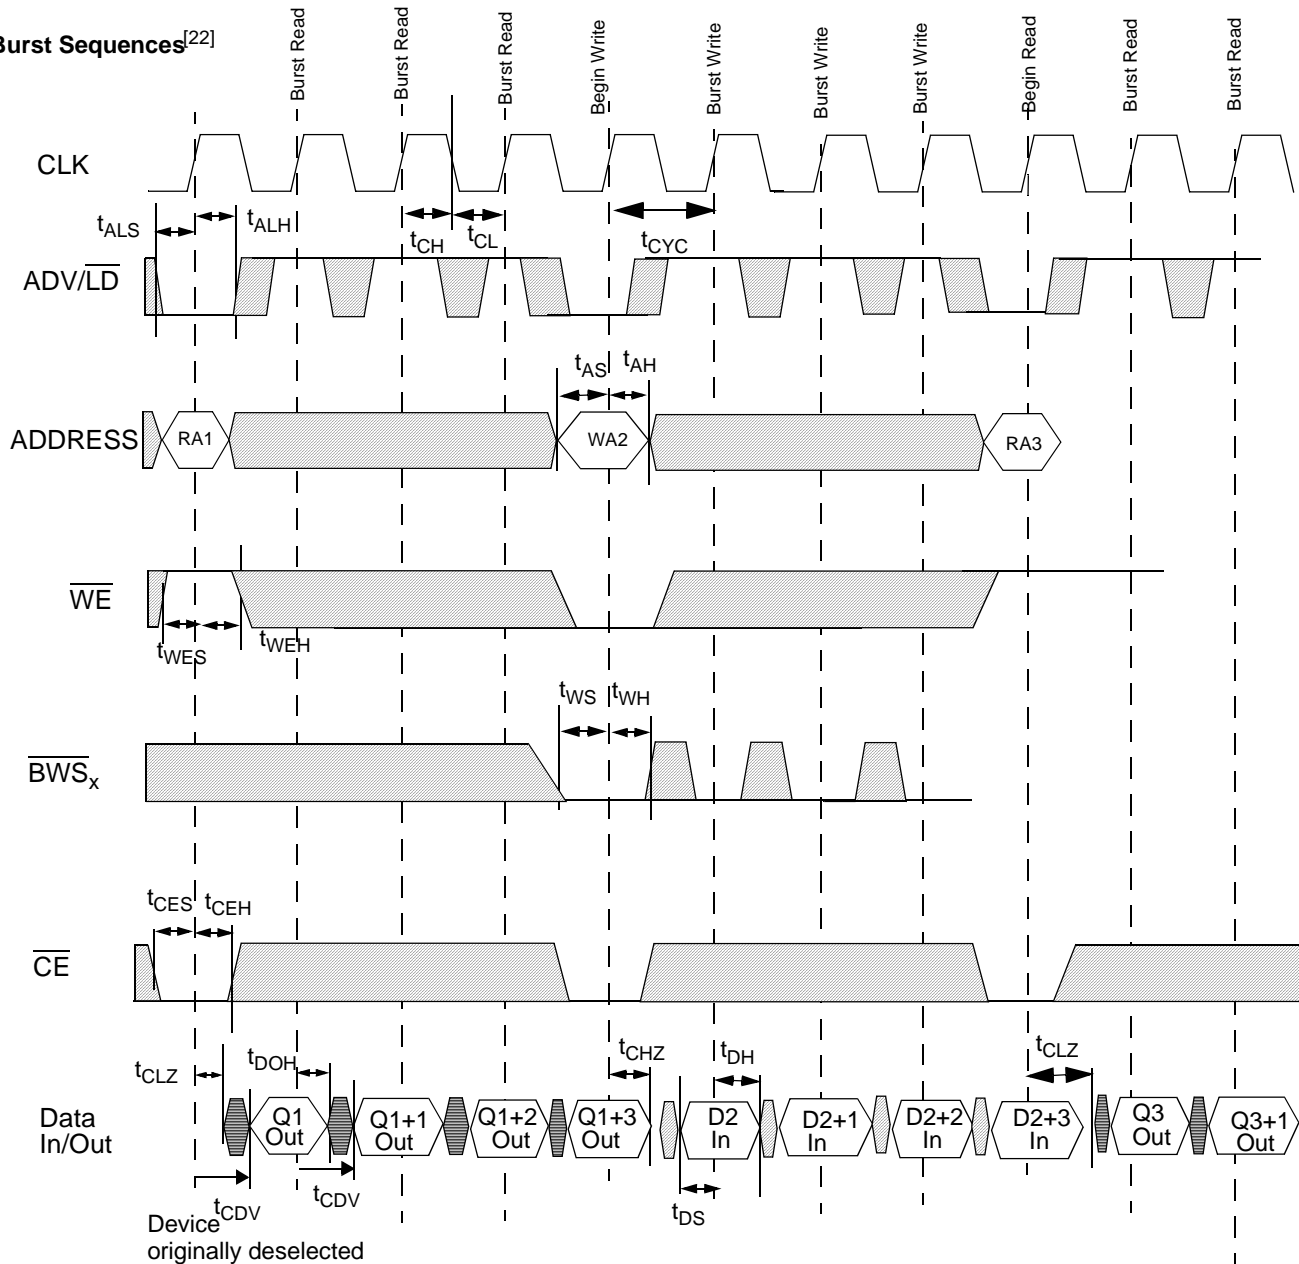 Burst Sequences[22]
Burst Read
Burst Read
Burst Read
Begin Write
Burst Write
Burst Write
Burst Write
Begin Read
Burst Read
Burst Read
CLK
tALS
tALH
tCH
tCL
tCYC
ADV/LD
tAS
tAH
ADDRESS
RA1
WA2
RA3
WE
tWES
tWEH
tWS
tWH
BWSx
tCES
tCEH
CE
tCLZ
tDOH
tCHZ
tDH
tCLZ
Data
In/Out
Q1
Out
Q1+1
Out
Q1+2
Out
Q1+3
Out
D2
In
D2+1
In
D2+2
In
D2+3
In
Q3
Out
Q3+1
Out
tCDV
tCDV
tDS
Device
originally deselected